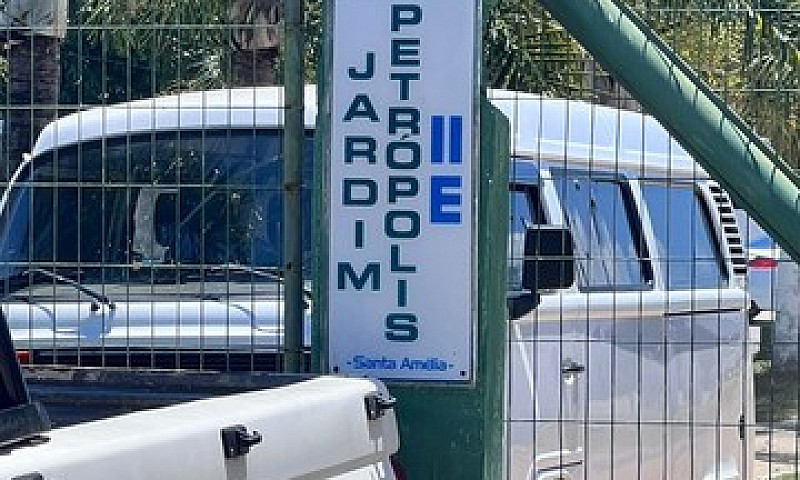 JARDIM
PETRÓPOLIS
II E
- Santa Amélia -